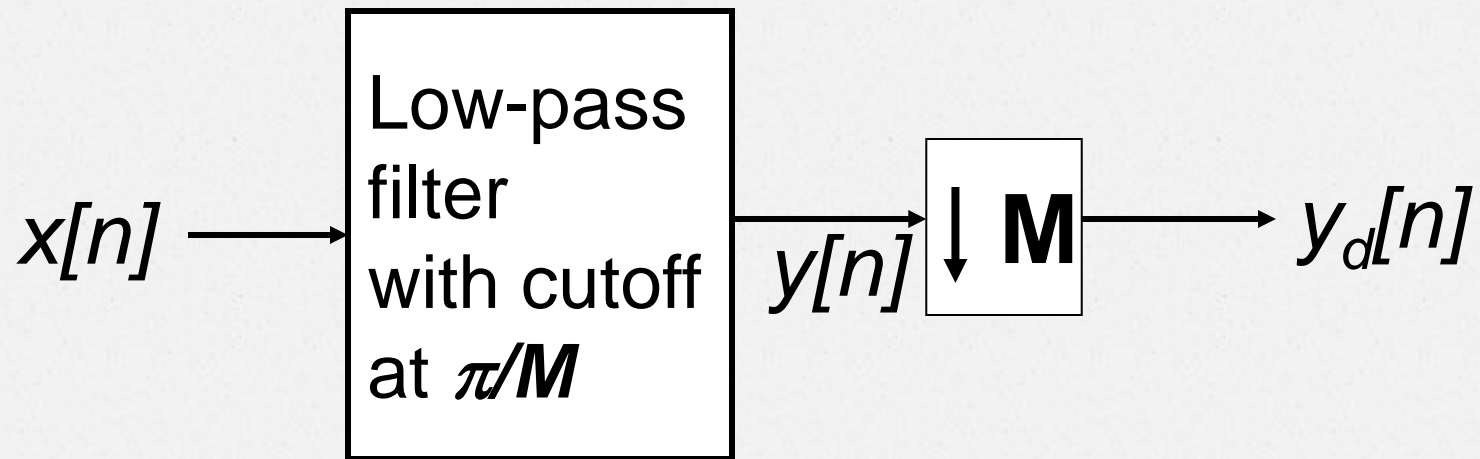 x[n]
Low-pass
filter
with cutoff
at π/M
y[n]
↓ M
y_d[n]